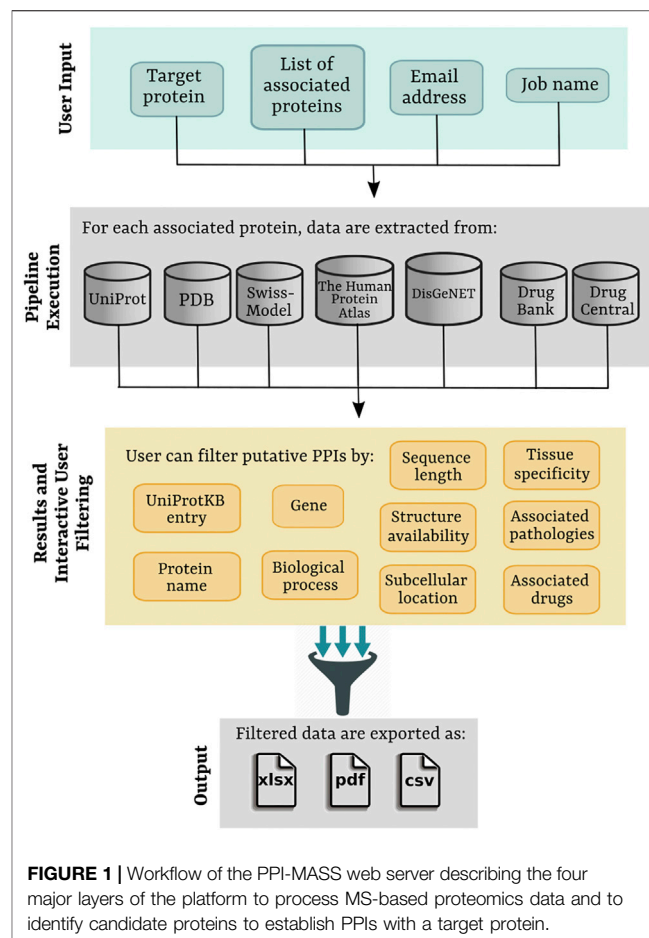 User Input
Target
protein
List of
associated
proteins
Email
address
Job name
Pipeline
Execution
For each associated protein, data are extracted from:
UniProt
PDB
Swiss-
Model
The Human
Protein
Atlas
DisGeNET
Drug
Bank
Drug
Central
Results and
Interactive User
Filtering
User can filter putative PPIs by:
UniProtKB
entry
Gene
Sequence
length
Tissue
specificity
Structure
availability
Associated
pathologies
Protein
name
Biological
process
Subcellular
location
Associated
drugs
Output
Filtered data are exported as:
xlsx
pdf
csv
FIGURE 1 | Workflow of the PPI-MASS web server describing the four
major layers of the platform to process MS-based proteomics data and to
identify candidate proteins to establish PPIs with a target protein.